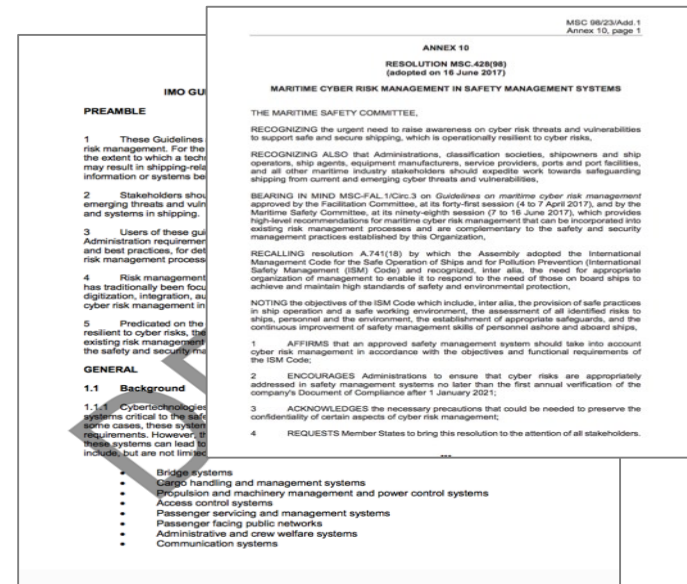 MSC 98/23/Add.1
Annex 10, page 1
ANNEX 10
RESOLUTION MSC.428(98)
(adopted on 16 June 2017)
MARITIME CYBER RISK MANAGEMENT IN SAFETY MANAGEMENT SYSTEMS
THE MARITIME SAFETY COMMITTEE,
RECOGNIZING the urgent need to raise awareness on cyber risk threats and vulnerabilities
to support safe and secure shipping, which is operationally resilient to cyber risks,
RECOGNIZING ALSO that Administrations, classification societies, shipowners and ship
operators, ship agents, equipment manufacturers, service providers, ports and port facilities,
and all other maritime industry stakeholders should expedite work towards safeguarding
shipping from current and emerging cyber threats and vulnerabilities,
BEARING IN MIND MSC-FAL.1/Circ.3 on Guidelines on maritime cyber risk management
approved by the Facilitation Committee, at its forty-first session (4 to 7 April 2017), and by the
Maritime Safety Committee, at its ninety-eighth session (7 to 16 June 2017), which provides
high-level recommendations for maritime cyber risk management that can be incorporated into
existing risk management processes and are complementary to the safety and security
management practices established by this Organization,
RECALLING resolution A.741(18) by which the Assembly adopted the International
Management Code for the Safe Operation of Ships and for Pollution Prevention (International
Safety Management (ISM) Code) and recognized, inter alia, the need for appropriate
organization of management to enable it to respond to the need of those on board ships to
achieve and maintain high standards of safety and environmental protection,
NOTING the objectives of the ISM Code which include, inter alia, the provision of safe practices
in ship operation and a safe working environment, the assessment of all identified risks to
ships, personnel and the environment, the establishment of appropriate safeguards, and the
continuous improvement of safety management skills of personnel ashore and aboard ships,
1 AFFIRMS that an approved safety management system should take into account
cyber risk management in accordance with the objectives and functional requirements of
the ISM Code;
2 ENCOURAGES Administrations to ensure that cyber risks are appropriately
addressed in safety management systems no later than the first annual verification of the
company's Document of Compliance after 1 January 2021;
3 ACKNOWLEDGES the necessary precautions that could be needed to preserve the
confidentiality of certain aspects of cyber risk management;
4 REQUESTS Member States to bring this resolution to the attention of all stakeholders.
***
IMO GU
PREAMBLE
1 These Guidelines
risk management. For the
the extent to which a tech
may result in shipping-rela
information or systems be
2 Stakeholders shou
emerging threats and vuln
and systems in shipping.
3 Users of these gui
Administration requiremen
and best practices, for det
risk management process
4 Risk management
has traditionally been focu
digitization, integration, au
cyber risk management in
5 Predicated on the
resilient to cyber risks, the
existing risk management
the safety and security ma
GENERAL
1.1 Background
1.1.1 Cybertechnologies
systems critical to the safe
some cases, these system
requirements. However, th
these systems can lead to
include, but are not limited
• Bridge systems
• Cargo handling and management systems
• Propulsion and machinery management and power control systems
• Access control systems
• Passenger servicing and management systems
• Passenger facing public networks
• Administrative and crew welfare systems
• Communication systems